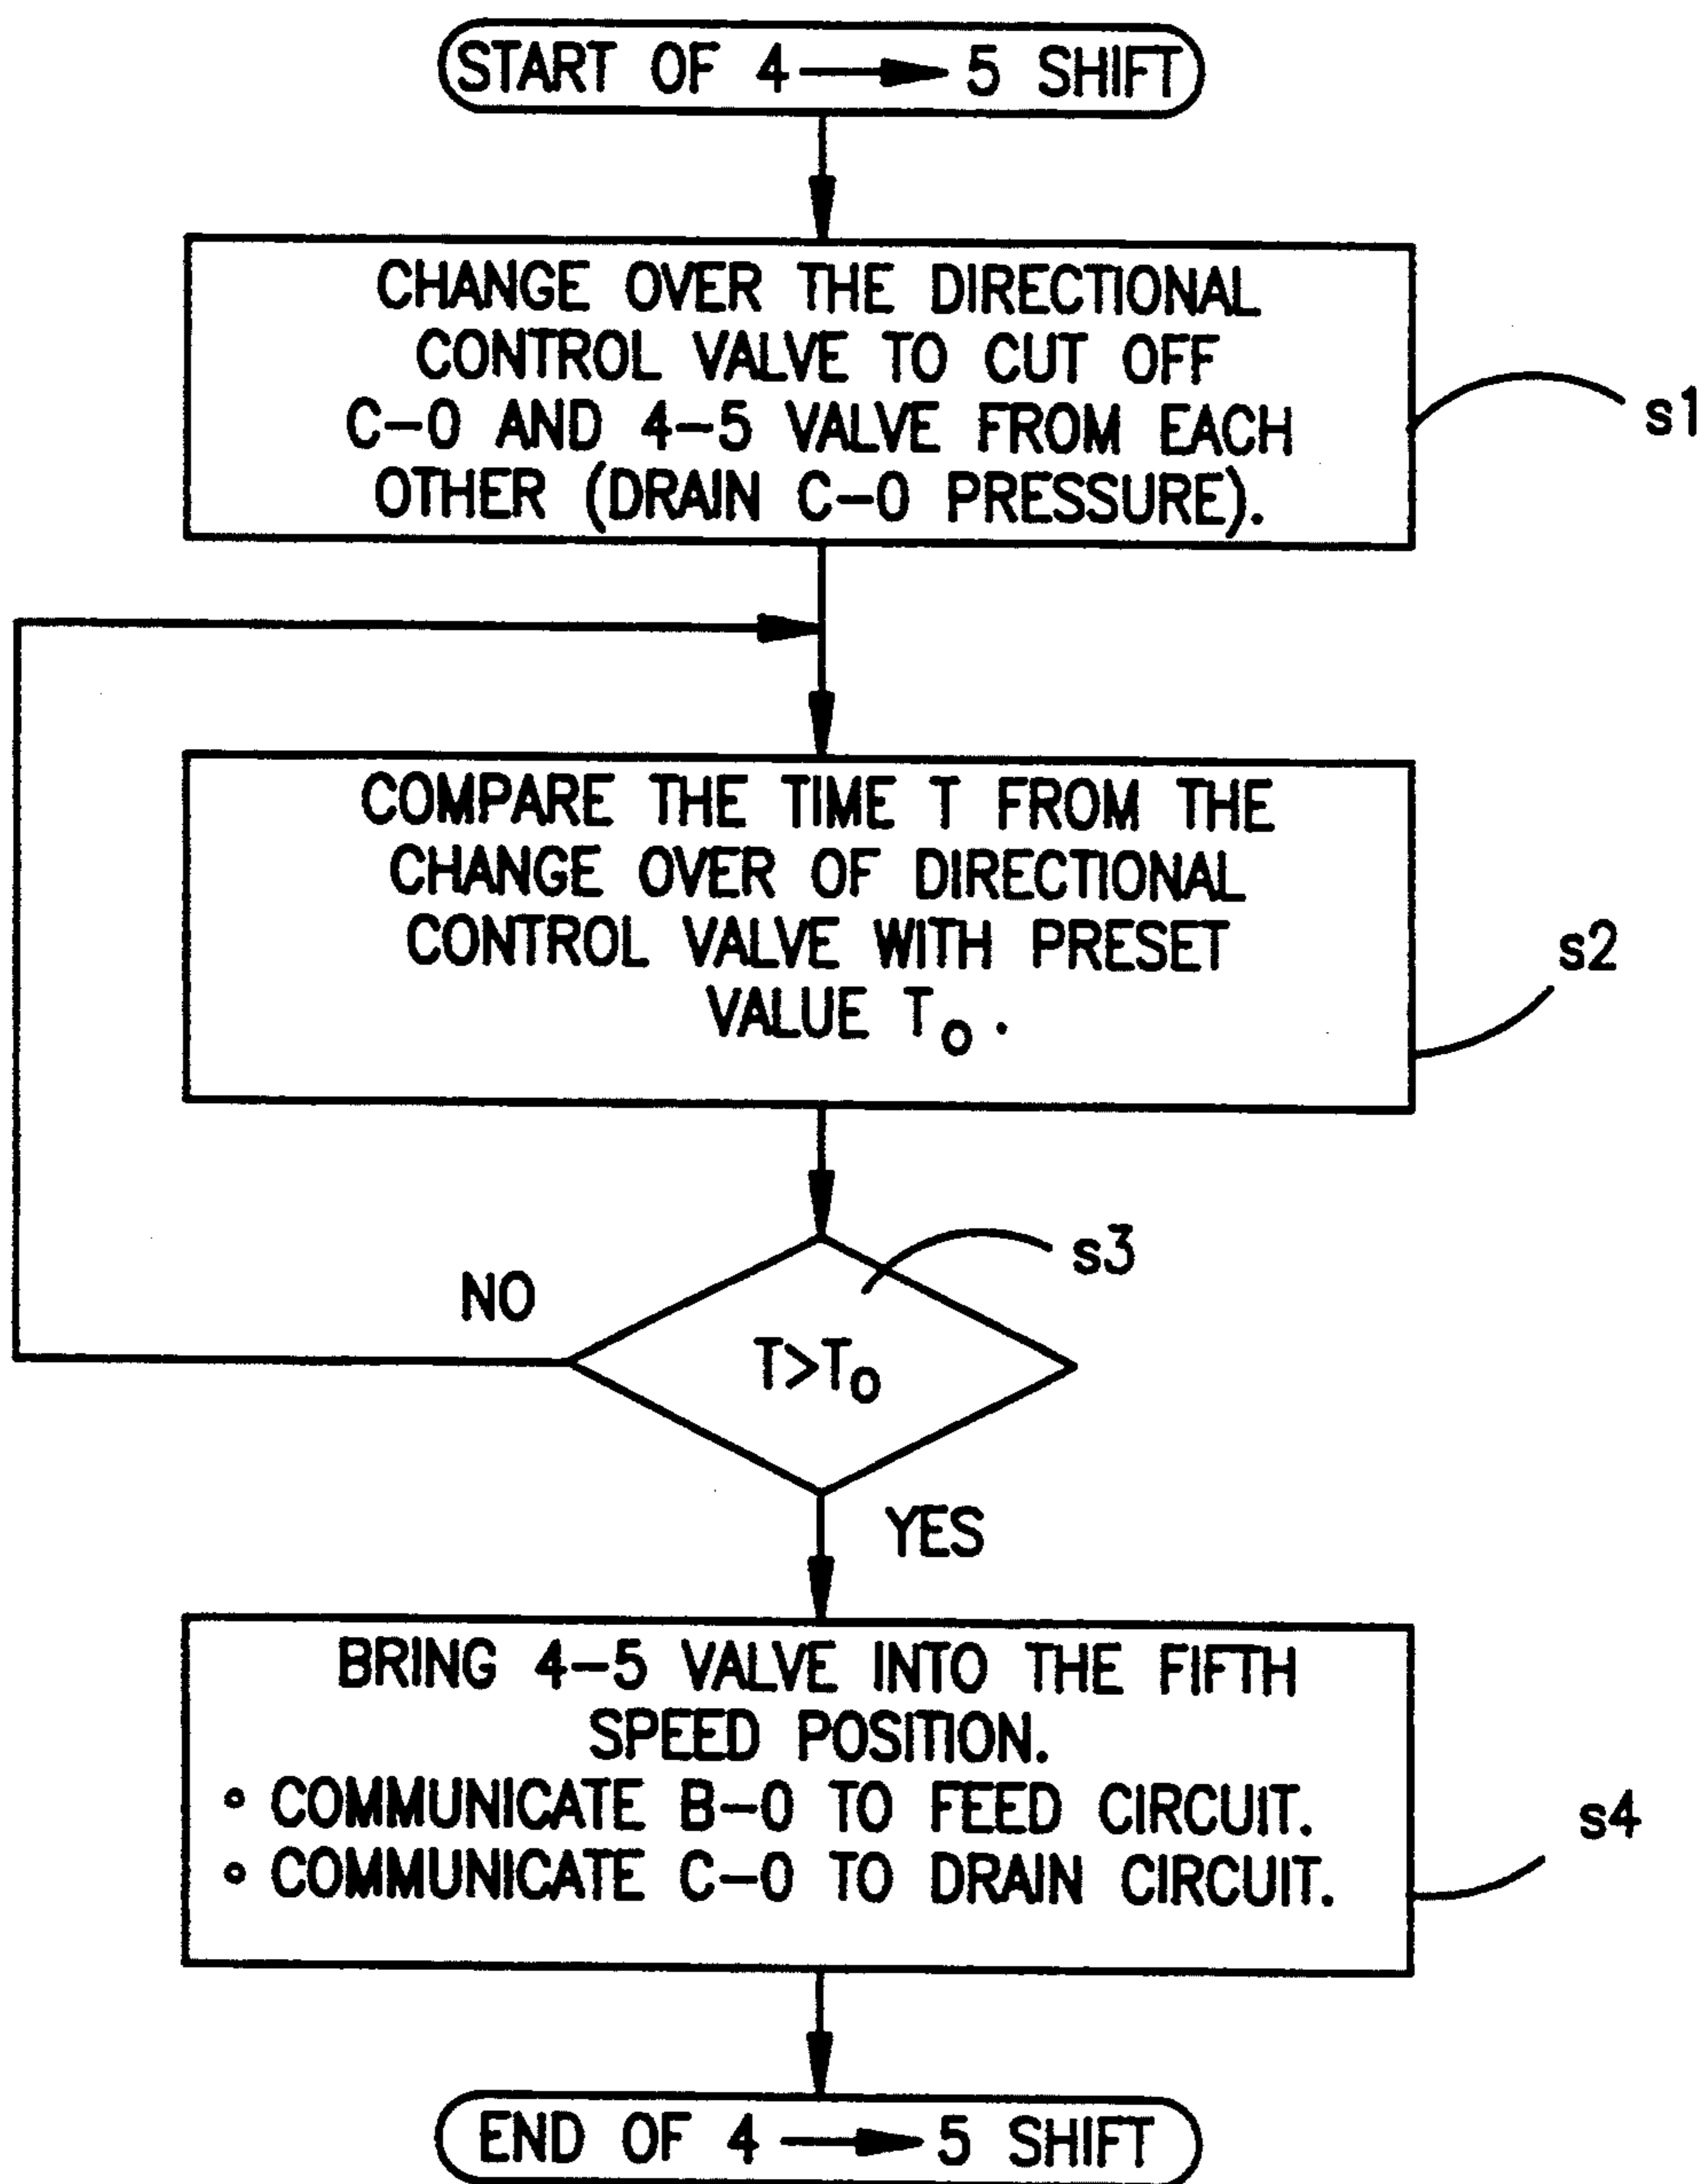 START OF 4 → 5 SHIFT
CHANGE OVER THE DIRECTIONAL
CONTROL VALVE TO CUT OFF
C-0 AND 4-5 VALVE FROM EACH
OTHER (DRAIN C-0 PRESSURE).
s1
COMPARE THE TIME T FROM THE
CHANGE OVER OF DIRECTIONAL
CONTROL VALVE WITH PRESET
VALUE T₀ .
s2
s3
NO
T>T₀
YES
BRING 4-5 VALVE INTO THE FIFTH
SPEED POSITION.
∘ COMMUNICATE B-0 TO FEED CIRCUIT.
∘ COMMUNICATE C-0 TO DRAIN CIRCUIT.
s4
END OF 4 → 5 SHIFT